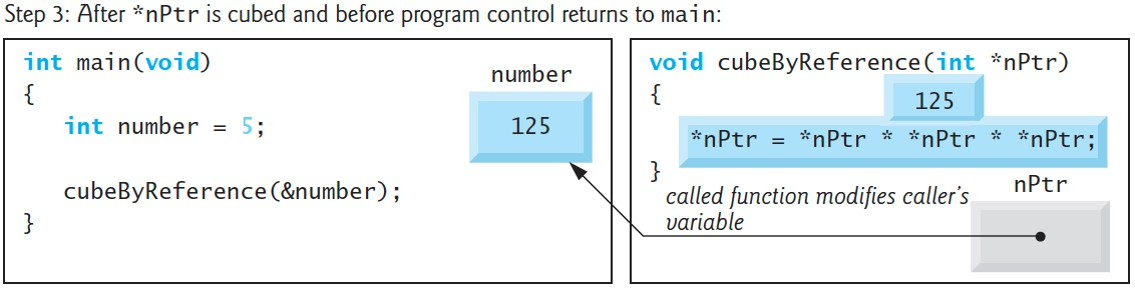 Step 3: After *nPtr is cubed and before program control returns to main:
int main(void)
{
int number = 5;
cubeByReference(&number);
}
number
125
void cubeByReference(int *nPtr)
{
125
*nPtr = *nPtr * *nPtr * *nPtr;
}
called function modifies caller’s
variable
nPtr